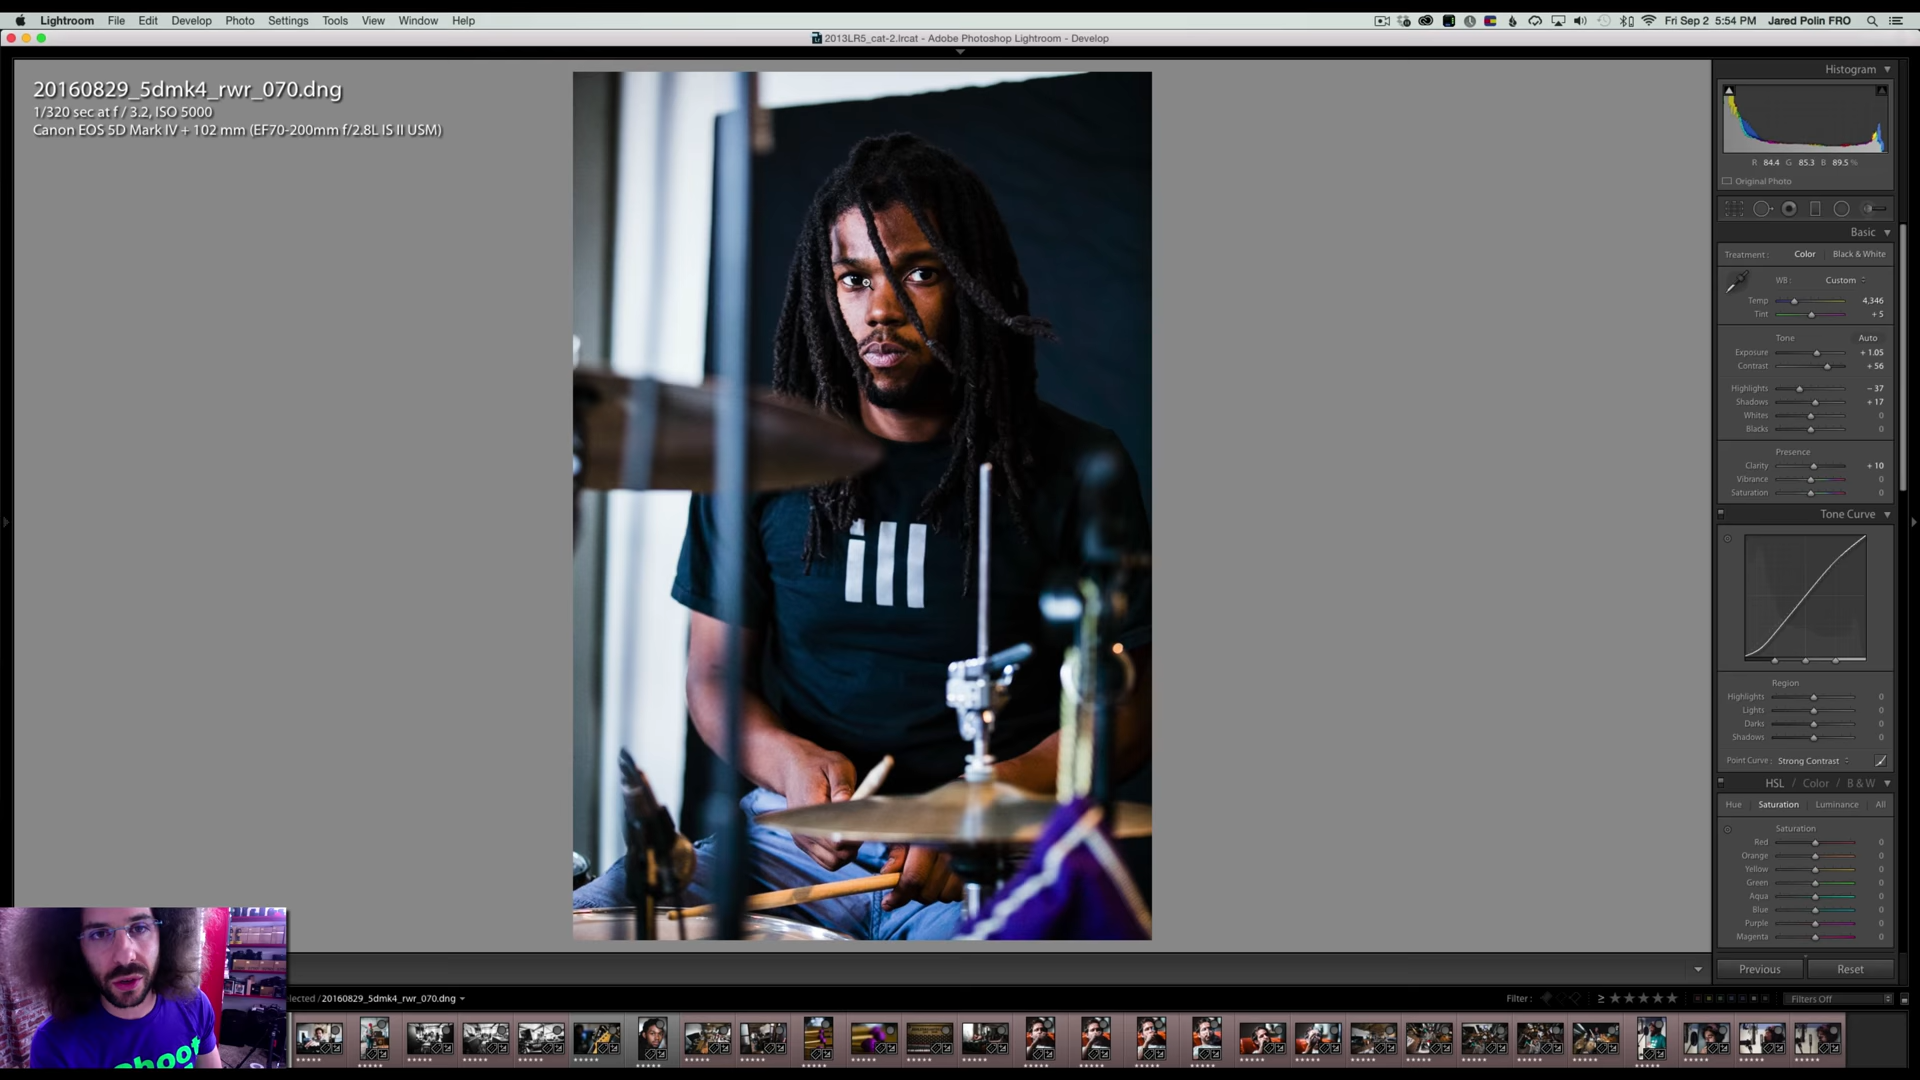 Lightroom File Edit Develop Photo Settings Tools View Window Help
Fri Sep 2 5:54 PM Jared Polin FRO
2013LR5_cat-2.lrcat - Adobe Photoshop Lightroom - Develop
20160829_5dmk4_rwr_070.dng
1/320 sec at f / 3.2, ISO 5000
Canon EOS 5D Mark IV + 102 mm (EF70-200mm f/2.8L IS II USM)
ill
Histogram
R 84.4 G 85.3 B 89.5 %
Original Photo
Basic
Treatment : Color Black & White
WB : Custom
Temp 4,346
Tint + 5
Tone Auto
Exposure + 1.05
Contrast + 56
Highlights − 37
Shadows + 17
Whites 0
Blacks 0
Presence
Clarity + 10
Vibrance 0
Saturation 0
Tone Curve
Region
Highlights 0
Lights 0
Darks 0
Shadows 0
Point Curve : Strong Contrast
HSL / Color / B & W
Hue Saturation Luminance All
Saturation
Red 0
Orange 0
Yellow 0
Green 0
Aqua 0
Blue 0
Purple 0
Magenta 0
Previous Reset
lected / 20160829_5dmk4_rwr_070.dng
Filter : ≥ ★★★★★ Filters Off